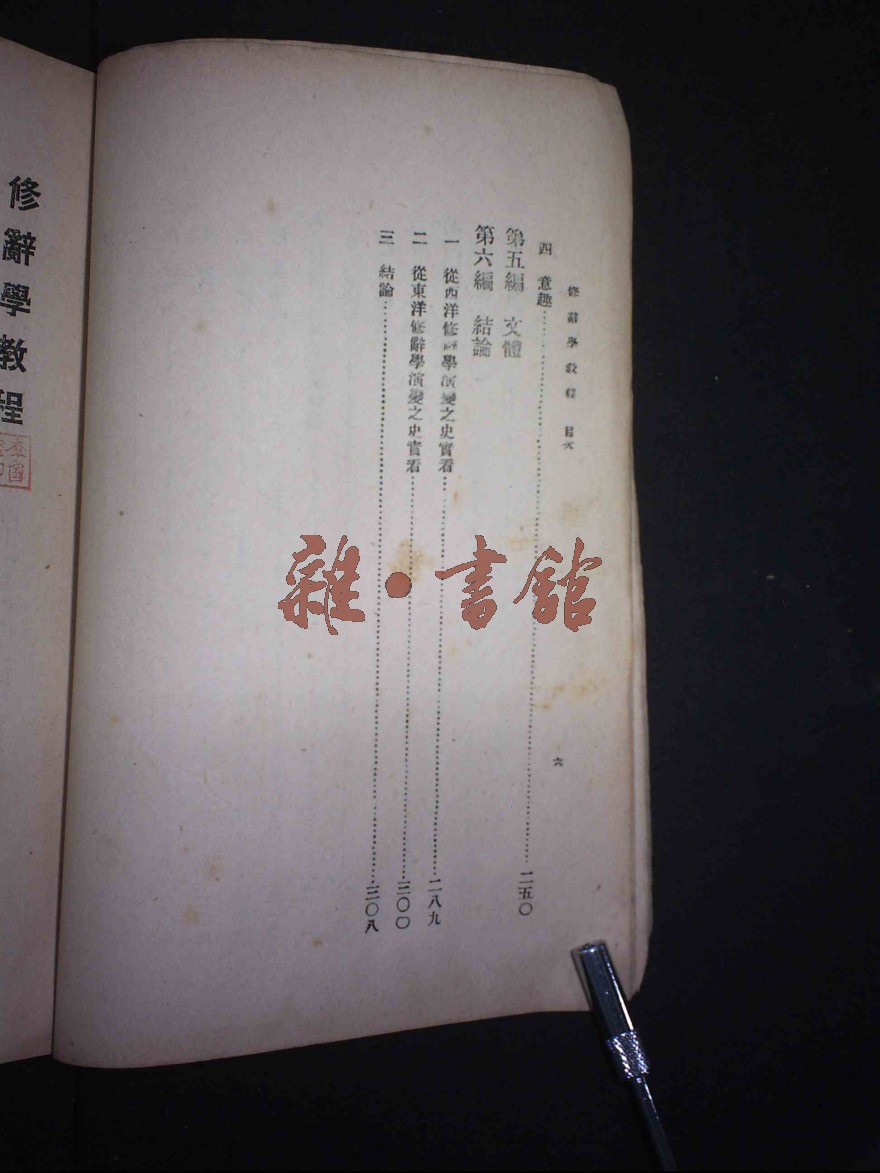 修辭學教程 目次
六
四 意趣 二五〇
第五編 文體
第六編 結論
一 從西洋修辭學演變之史實看 二八九
二 從東洋修辭學演變之史實看 三〇〇
三 結論 三〇八
修辭學教程
雜·書館